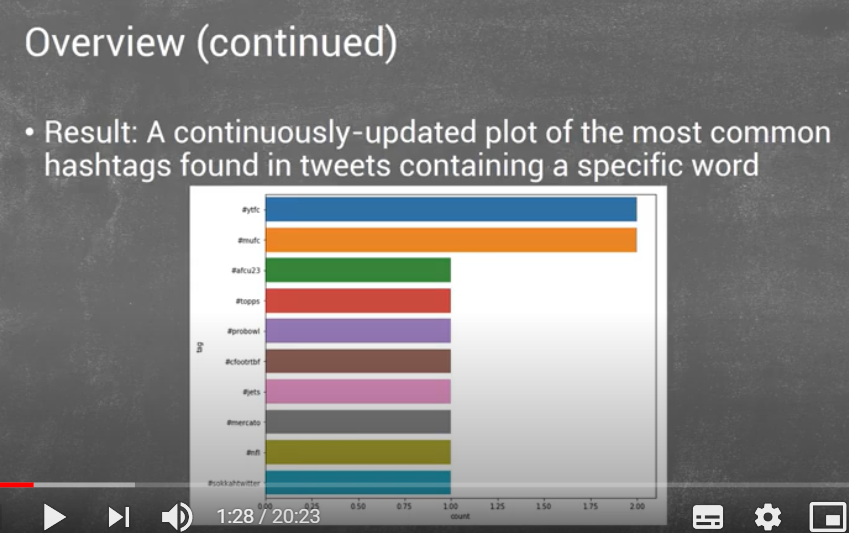 Overview (continued)
• Result: A continuously-updated plot of the most common
hashtags found in tweets containing a specific word
#ytfc
#mufc
#afcu23
#topps
#probowl
tag
#cfootrtbf
#jets
#mercato
#nfl
#sokkahtwitter
0.00 0.25 0.50 0.75 1.00 1.25 1.50 1.75 2.00
count
1:28 / 20:23